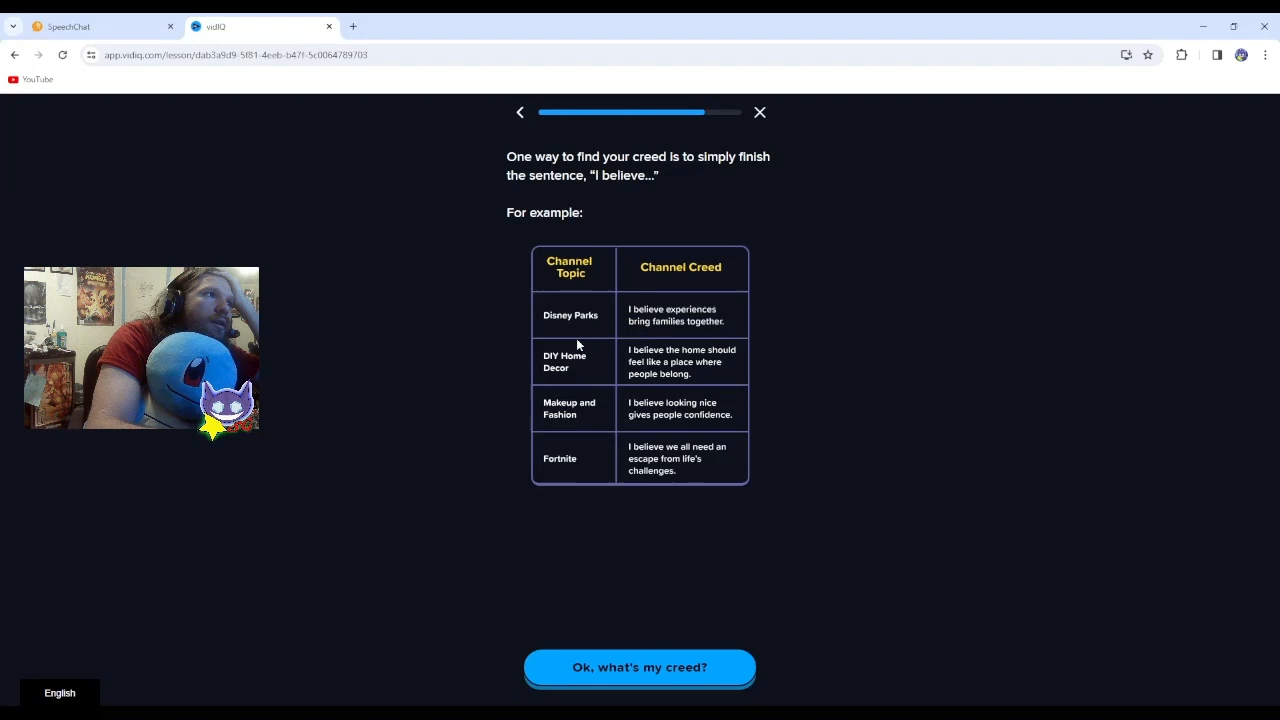 SpeechChat
vidIQ
app.vidiq.com/lesson/dab3a9d9-5f81-4eeb-b47f-5c0064789703
YouTube
One way to find your creed is to simply finish
the sentence, “I believe...”
For example:
Channel
Topic
Channel Creed
Disney Parks
I believe experiences
bring families together.
DIY Home
Decor
I believe the home should
feel like a place where
people belong.
Makeup and
Fashion
I believe looking nice
gives people confidence.
Fortnite
I believe we all need an
escape from life's
challenges.
Ok, what's my creed?
English